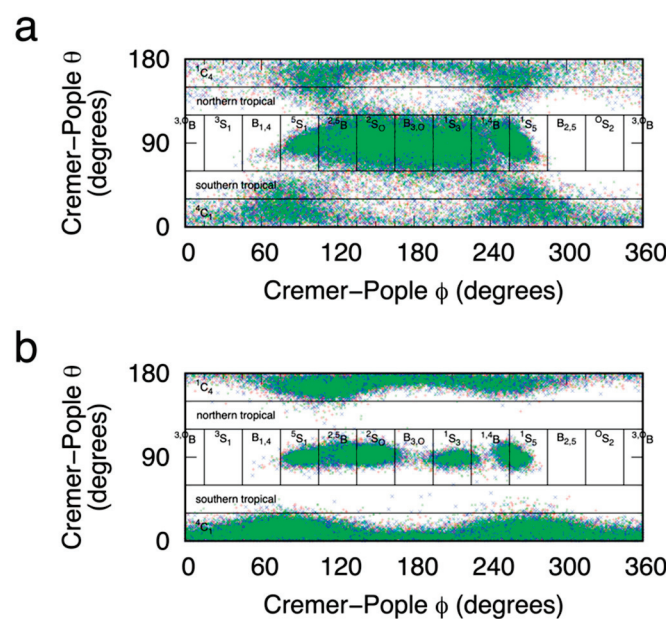 a
180
90
0
Cremer–Pople θ
(degrees)
¹C₄
northern tropical
³,ᴼB ³S₁ B₁,₄ ⁵S₁ ²,⁵B ²Sₒ B₃,ₒ ¹S₃ ¹,⁴B ¹S₅ B₂,₅ ᴼS₂ ³,ᴼB
southern tropical
⁴C₁
0 60 120 180 240 300 360
Cremer–Pople ϕ (degrees)
b
180
90
0
Cremer–Pople θ
(degrees)
¹C₄
northern tropical
³,ᴼB ³S₁ B₁,₄ ⁵S₁ ²,⁵B ²Sₒ B₃,ₒ ¹S₃ ¹,⁴B ¹S₅ B₂,₅ ᴼS₂ ³,ᴼB
southern tropical
⁴C₁
0 60 120 180 240 300 360
Cremer–Pople ϕ (degrees)